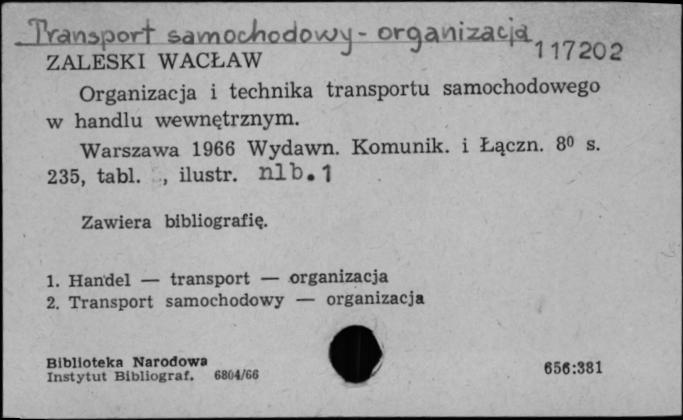 Transport samochodowy - organizacja
117202
ZALESKI WACŁAW
Organizacja i technika transportu samochodowego
w handlu wewnętrznym.
Warszawa 1966 Wydawn. Komunik. i Łączn. 8⁰ s.
235, tabl. , ilustr. nlb. 1
Zawiera bibliografię.
1. Handel — transport — organizacja
2. Transport samochodowy — organizacja
Biblioteka Narodowa
Instytut Bibliograf. 6804/66
656:381